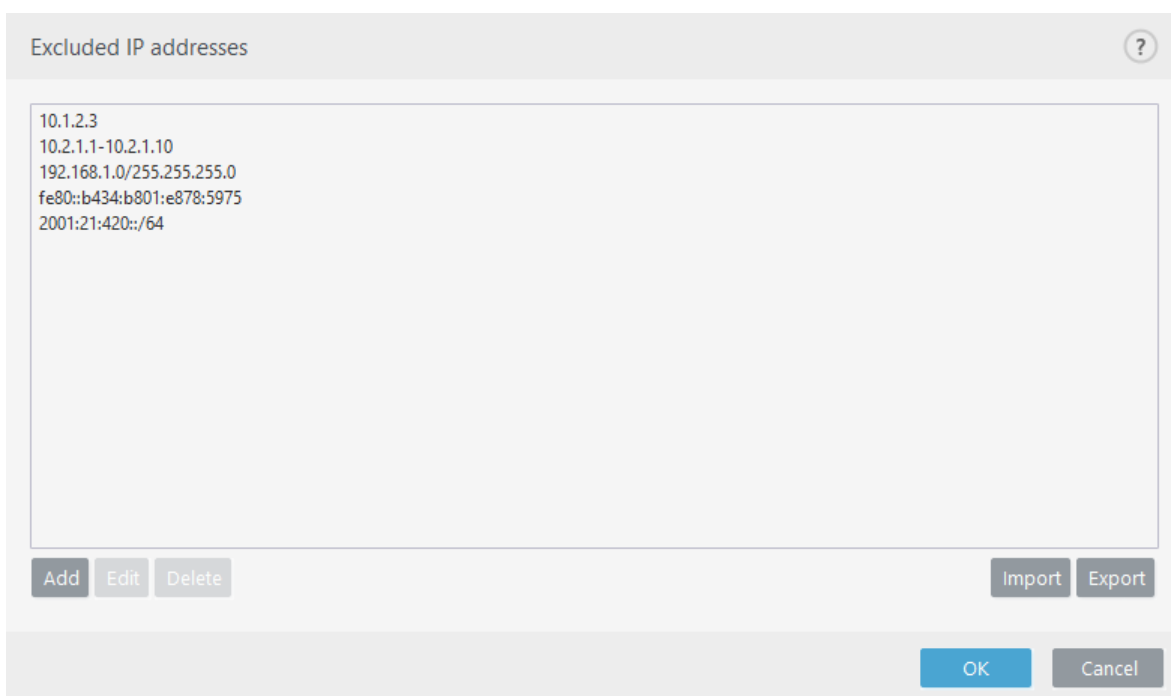 Excluded IP addresses
?
10.1.2.3
10.2.1.1-10.2.1.10
192.168.1.0/255.255.255.0
fe80::b434:b801:e878:5975
2001:21:420::/64
Add Edit Delete Import Export
OK Cancel